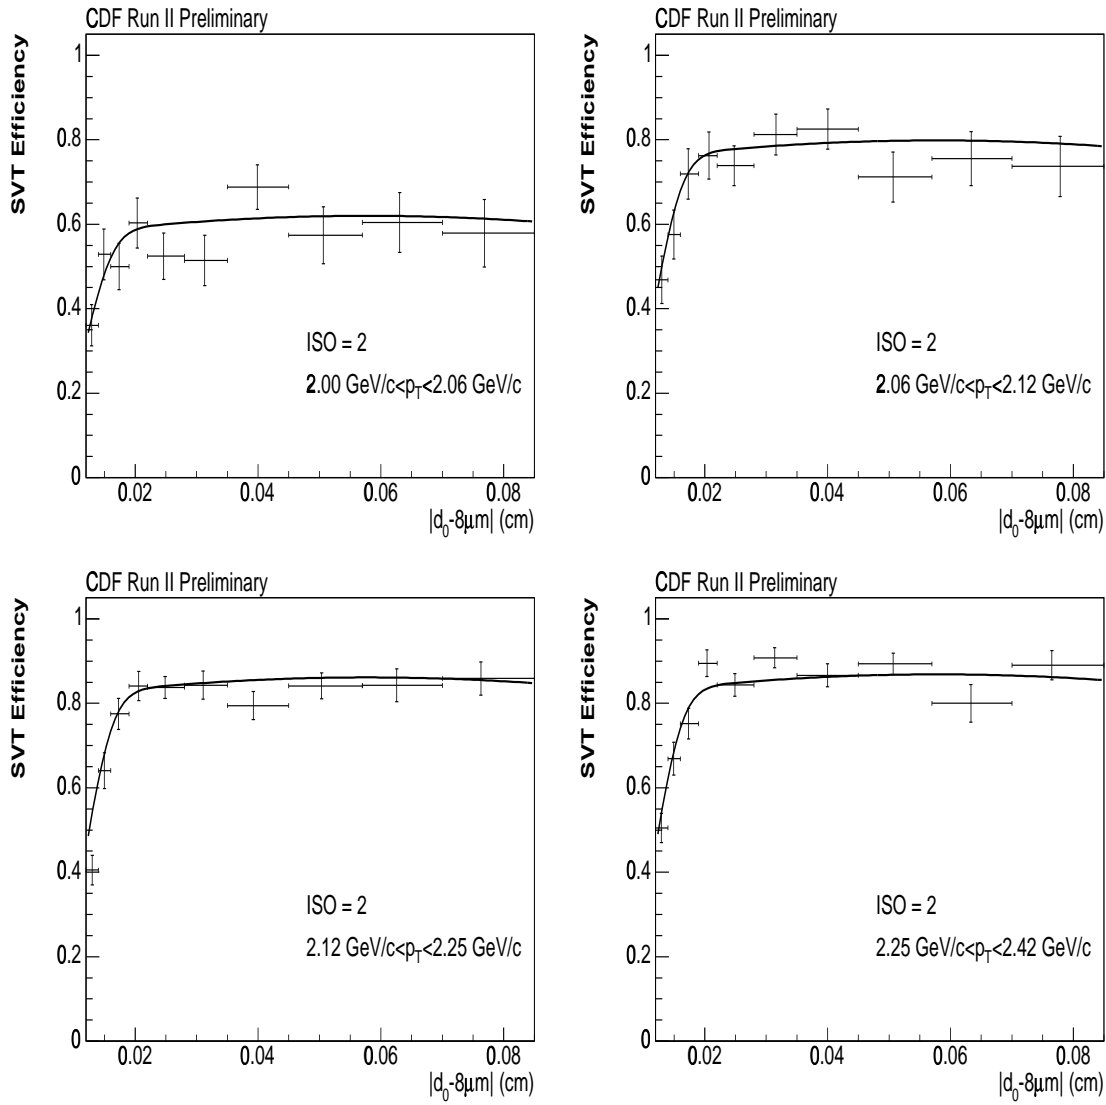 CDF Run II Preliminary
SVT Efficiency
1
0.8
0.6
0.4
0.2
0
ISO = 2
2.00 GeV/c<p_T<2.06 GeV/c
0.02 0.04 0.06 0.08
|d_0-8μm| (cm)
CDF Run II Preliminary
SVT Efficiency
1
0.8
0.6
0.4
0.2
0
ISO = 2
2.06 GeV/c<p_T<2.12 GeV/c
0.02 0.04 0.06 0.08
|d_0-8μm| (cm)
CDF Run II Preliminary
SVT Efficiency
1
0.8
0.6
0.4
0.2
0
ISO = 2
2.12 GeV/c<p_T<2.25 GeV/c
0.02 0.04 0.06 0.08
|d_0-8μm| (cm)
CDF Run II Preliminary
SVT Efficiency
1
0.8
0.6
0.4
0.2
0
ISO = 2
2.25 GeV/c<p_T<2.42 GeV/c
0.02 0.04 0.06 0.08
|d_0-8μm| (cm)